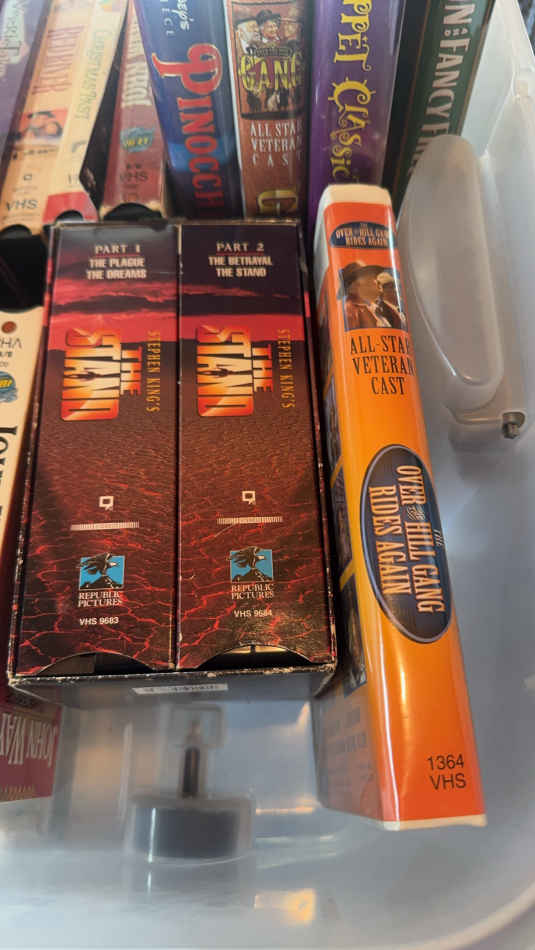 VHS
VHS
PINOCCH
GANG
ALL STAR
VETERAN
CAST
G
PPET CLASSIC
N & FANCYF
PART 1
THE PLAGUE
THE DREAMS
STEPHEN KING'S
THE
STAND
REPUBLIC
PICTURES
VHS 9683
PART 2
THE BETRAYAL
THE STAND
STEPHEN KING'S
THE
STAND
REPUBLIC
PICTURES
VHS 9684
THE
OVER THE HILL GANG
RIDES AGAIN
ALL-STAR
VETERAN
CAST
THE
OVER THE HILL GANG
RIDES AGAIN
1364
VHS
JOHN WA